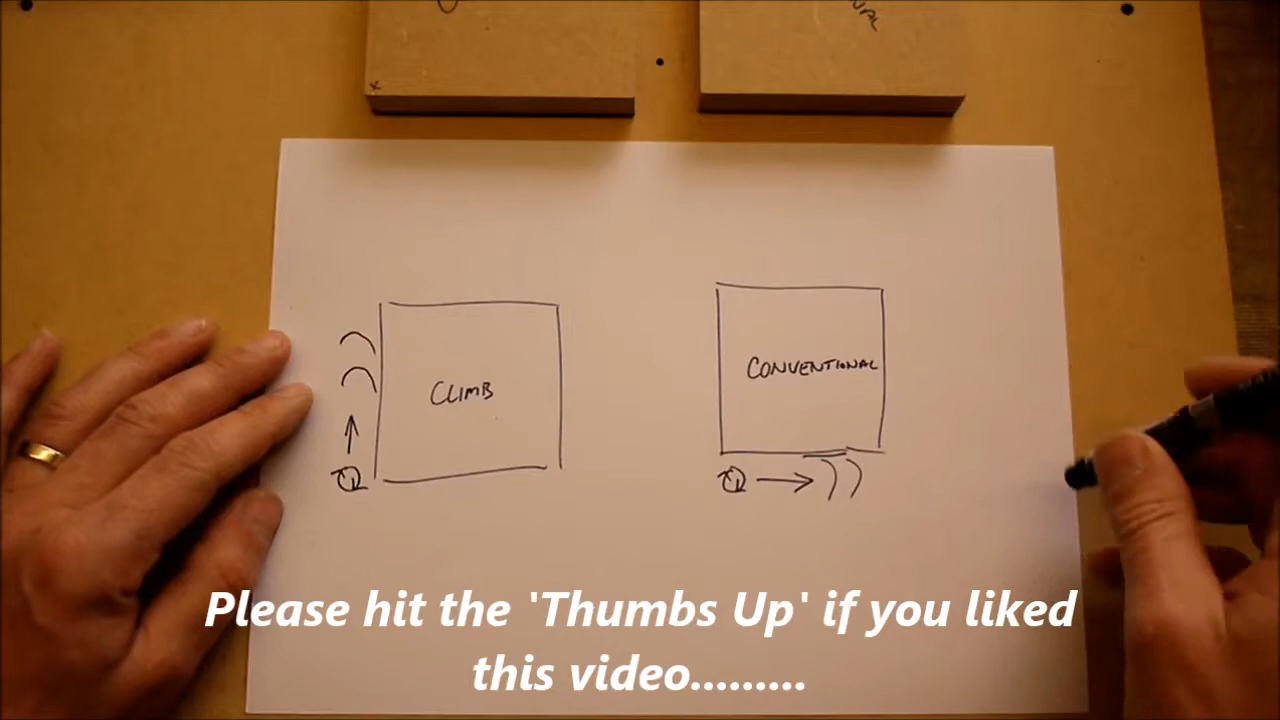 CLIMB
CONVENTIONAL
Please hit the 'Thumbs Up' if you liked
this video.........